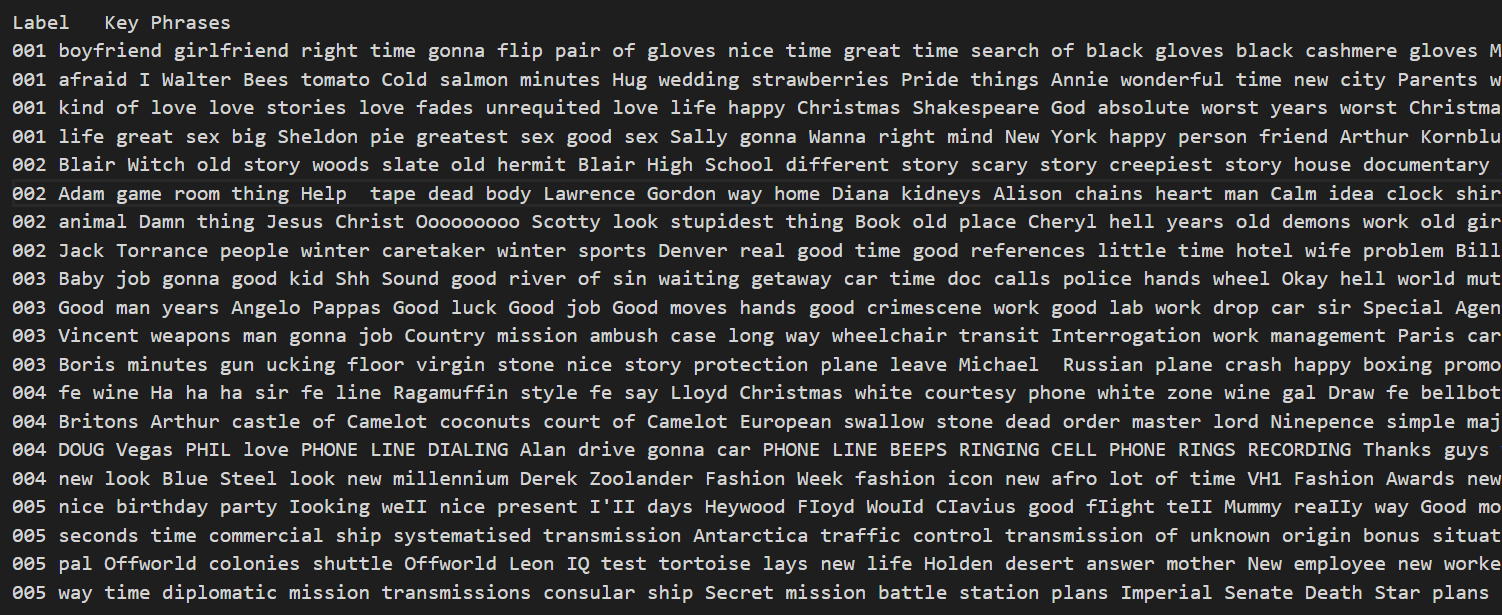 Label   Key Phrases
001 boyfriend girlfriend right time gonna flip pair of gloves nice time great time search of black gloves black cashmere gloves M
001 afraid I Walter Bees tomato Cold salmon minutes Hug wedding strawberries Pride things Annie wonderful time new city Parents w
001 kind of love love stories love fades unrequited love life happy Christmas Shakespeare God absolute worst years worst Christma
001 life great sex big Sheldon pie greatest sex good sex Sally gonna Wanna right mind New York happy person friend Arthur Kornblu
002 Blair Witch old story woods slate old hermit Blair High School different story scary story creepiest story house documentary
002 Adam game room thing Help  tape dead body Lawrence Gordon way home Diana kidneys Alison chains heart man Calm idea clock shir
002 animal Damn thing Jesus Christ Ooooooooo Scotty look stupidest thing Book old place Cheryl hell years old demons work old gir
002 Jack Torrance people winter caretaker winter sports Denver real good time good references little time hotel wife problem Bill
003 Baby job gonna good kid Shh Sound good river of sin waiting getaway car time doc calls police hands wheel Okay hell world mut
003 Good man years Angelo Pappas Good luck Good job Good moves hands good crimescene work good lab work drop car sir Special Agen
003 Vincent weapons man gonna job Country mission ambush case long way wheelchair transit Interrogation work management Paris car
003 Boris minutes gun ucking floor virgin stone nice story protection plane leave Michael  Russian plane crash happy boxing promo
004 fe wine Ha ha ha sir fe line Ragamuffin style fe say Lloyd Christmas white courtesy phone white zone wine gal Draw fe bellbot
004 Britons Arthur castle of Camelot coconuts court of Camelot European swallow stone dead order master lord Ninepence simple maj
004 DOUG Vegas PHIL love PHONE LINE DIALING Alan drive gonna car PHONE LINE BEEPS RINGING CELL PHONE RINGS RECORDING Thanks guys
004 new look Blue Steel look new millennium Derek Zoolander Fashion Week fashion icon new afro lot of time VH1 Fashion Awards new
005 nice birthday party Iooking weII nice present I'II days Heywood FIoyd WouId CIavius good fIight teII Mummy reaIIy way Good mo
005 seconds time commercial ship systematised transmission Antarctica traffic control transmission of unknown origin bonus situat
005 pal Offworld colonies shuttle Offworld Leon IQ test tortoise lays new life Holden desert answer mother New employee new worke
005 way time diplomatic mission transmissions consular ship Secret mission battle station plans Imperial Senate Death Star plans